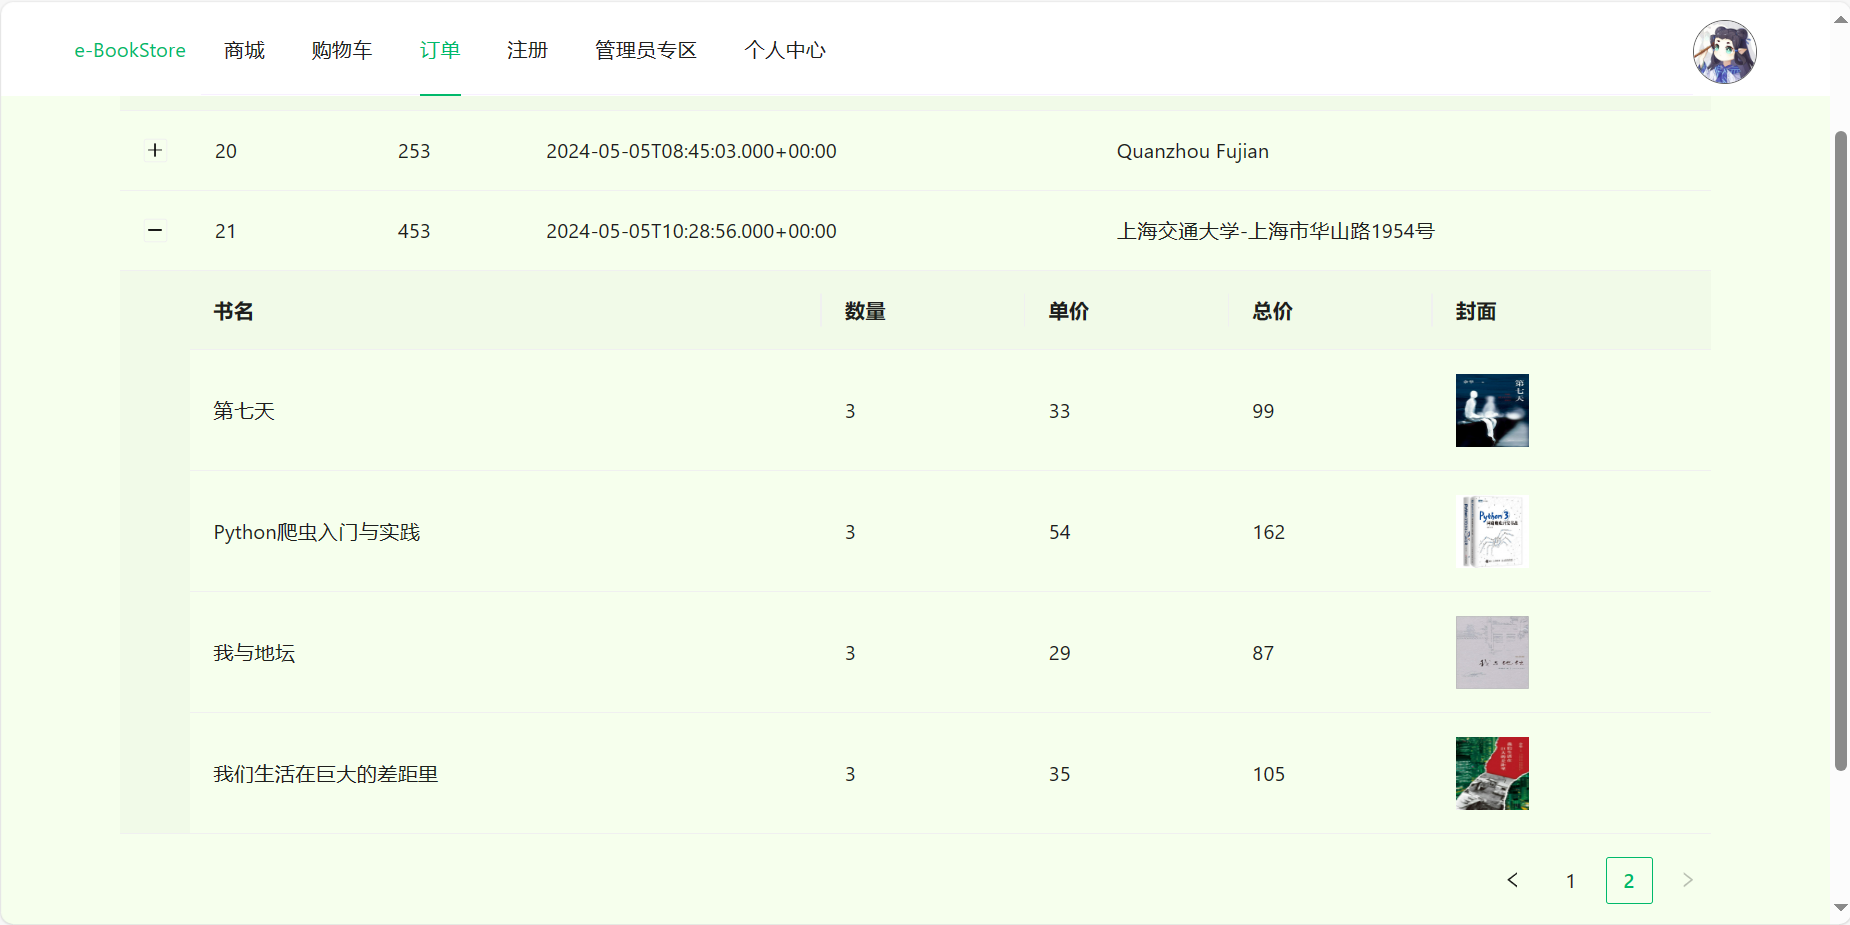 e-BookStore 商城 购物车 订单 注册 管理员专区 个人中心
20 253 2024-05-05T08:45:03.000+00:00 Quanzhou Fujian
21 453 2024-05-05T10:28:56.000+00:00 上海交通大学-上海市华山路1954号
书名 数量 单价 总价 封面
第七天 3 33 99
第七天
Python爬虫入门与实践 3 54 162
Python 3
我与地坛 3 29 87
我们生活在巨大的差距里 3 35 105
1 2